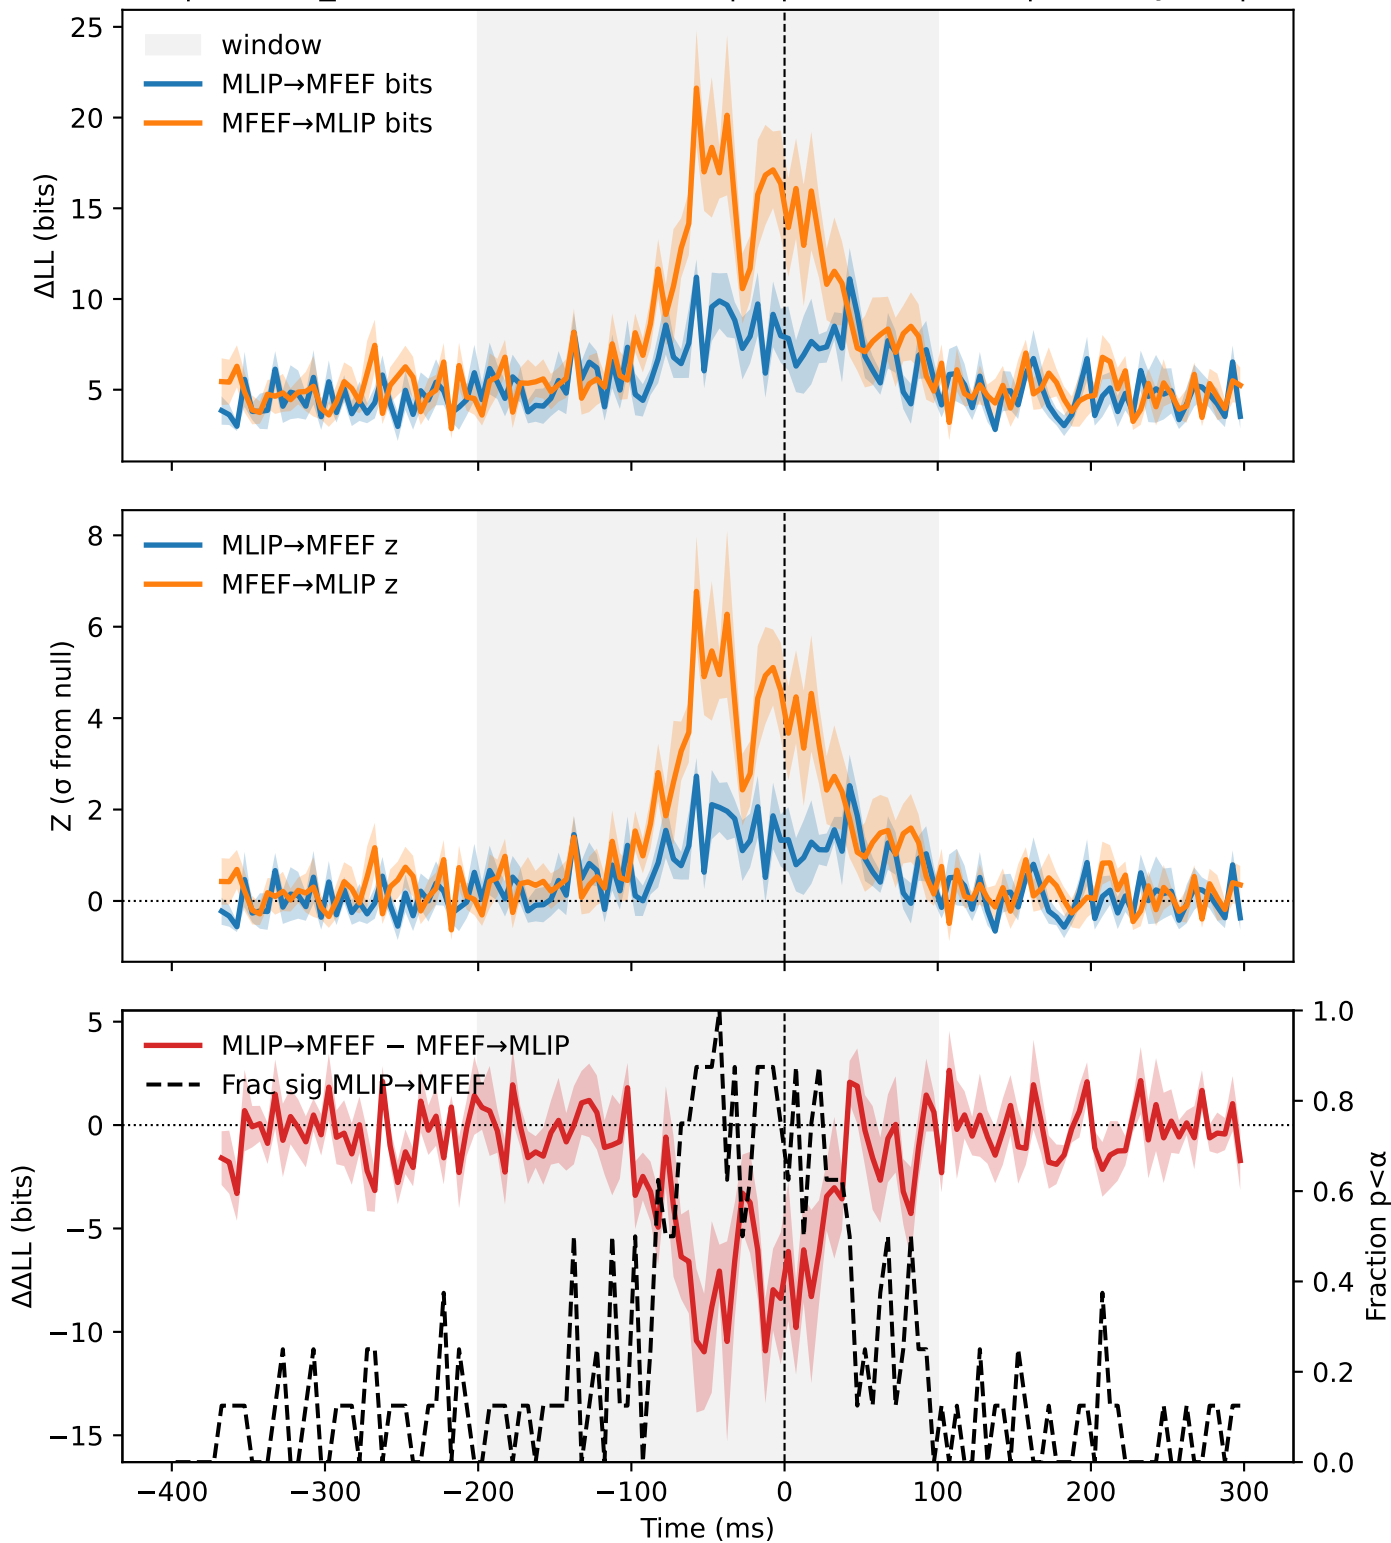 25
20
15
10
5
ΔLL (bits)
window
MLIP→MFEF bits
MFEF→MLIP bits
8
6
4
2
0
Z (σ from null)
MLIP→MFEF z
MFEF→MLIP z
5
0
−5
−10
−15
ΔΔLL (bits)
MLIP→MFEF − MFEF→MLIP
Frac sig MLIP→MFEF
1.0
0.8
0.6
0.4
0.2
0.0
Fraction p<α
−400 −300 −200 −100 0 100 200 300
Time (ms)